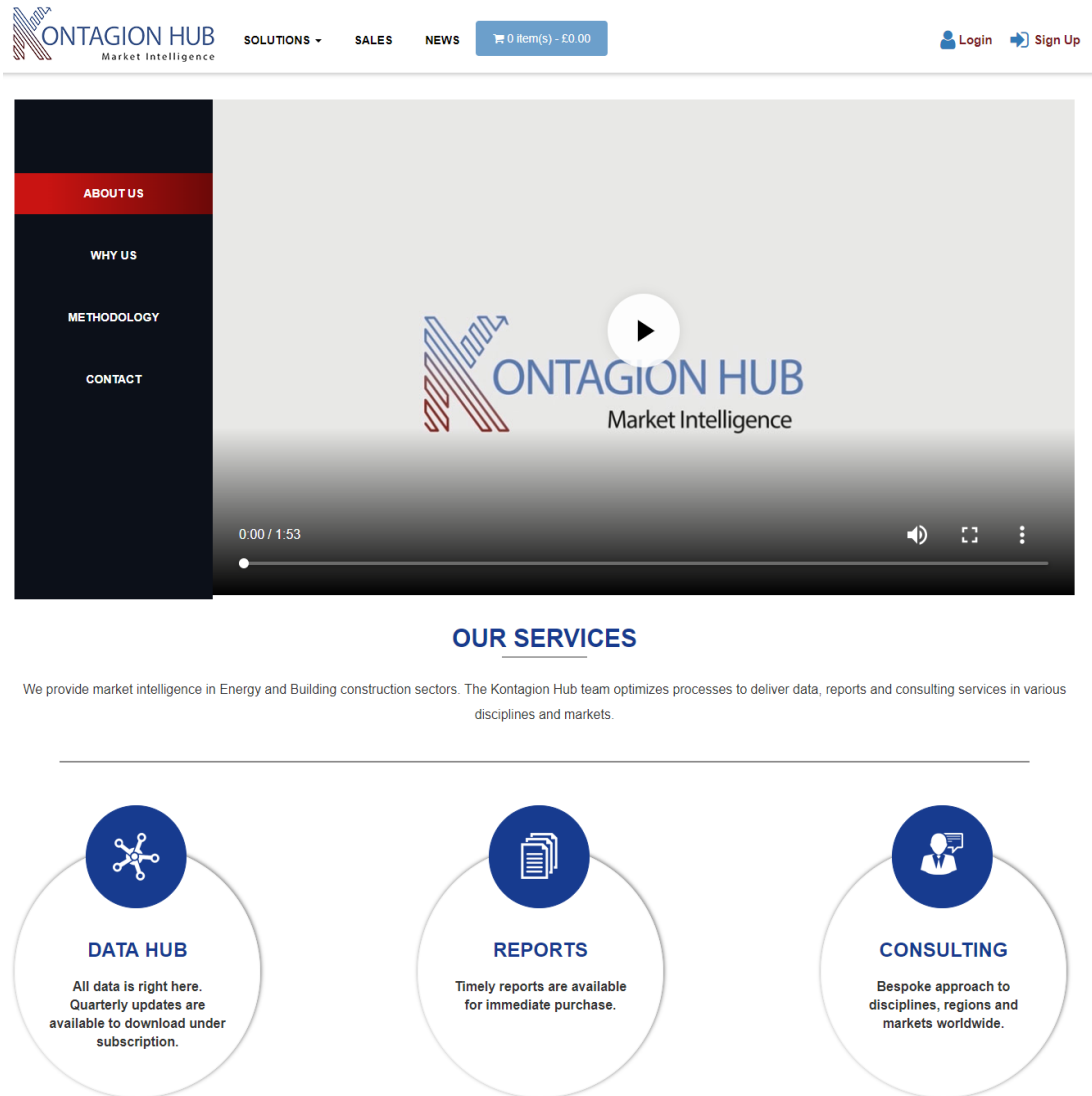 KONTAGION HUB
Market Intelligence
SOLUTIONS
SALES
NEWS
0 item(s) - £0.00
Login
Sign Up
ABOUT US
WHY US
METHODOLOGY
CONTACT
KONTAGION HUB
Market Intelligence
0:00 / 1:53
OUR SERVICES
We provide market intelligence in Energy and Building construction sectors. The Kontagion Hub team optimizes processes to deliver data, reports and consulting services in various
disciplines and markets.
DATA HUB
All data is right here.
Quarterly updates are
available to download under
subscription.
REPORTS
Timely reports are available
for immediate purchase.
CONSULTING
Bespoke approach to
disciplines, regions and
markets worldwide.